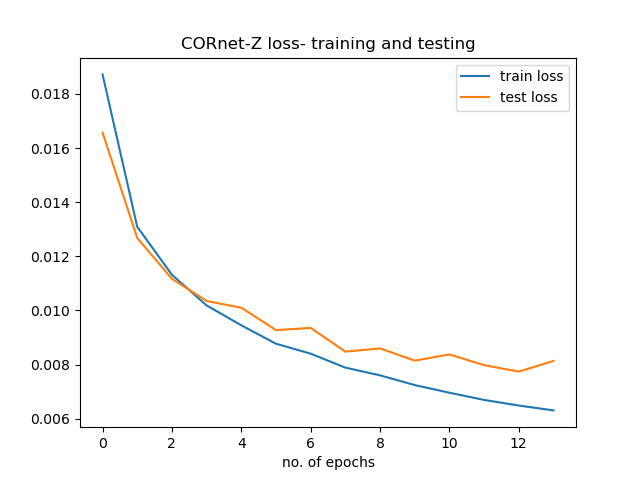 CORnet-Z loss- training and testing
train loss
test loss
0.018
0.016
0.014
0.012
0.010
0.008
0.006
0 2 4 6 8 10 12
no. of epochs